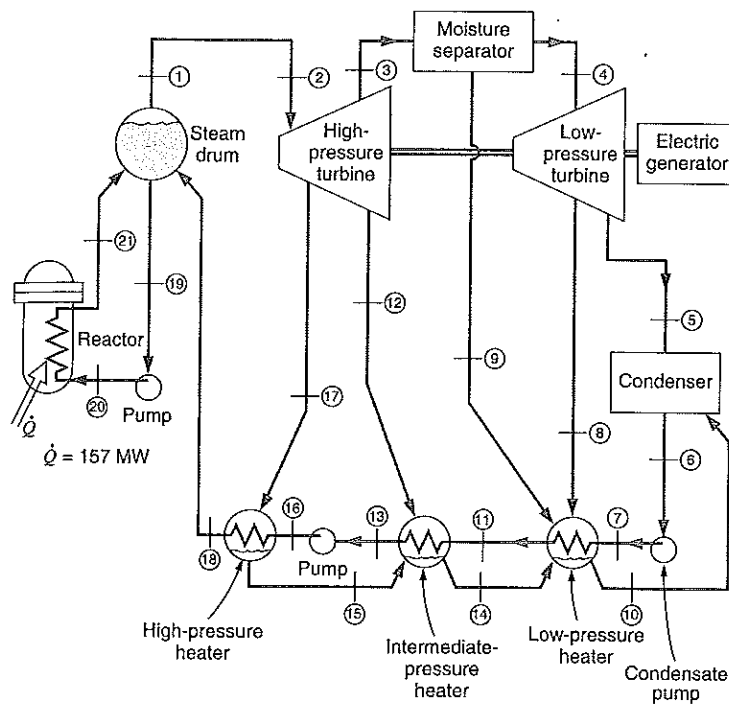 Moisture
separator
1
2
3
4
Steam
drum
High-
pressure
turbine
Low-
pressure
turbine
Electric
generator
21
19
12
5
Reactor
9
Condenser
20
Pump
17
8
6
Q̇
Q̇ = 157 MW
16
13
11
7
18
Pump
15
14
10
High-pressure
heater
Intermediate-
pressure
heater
Low-pressure
heater
Condensate
pump